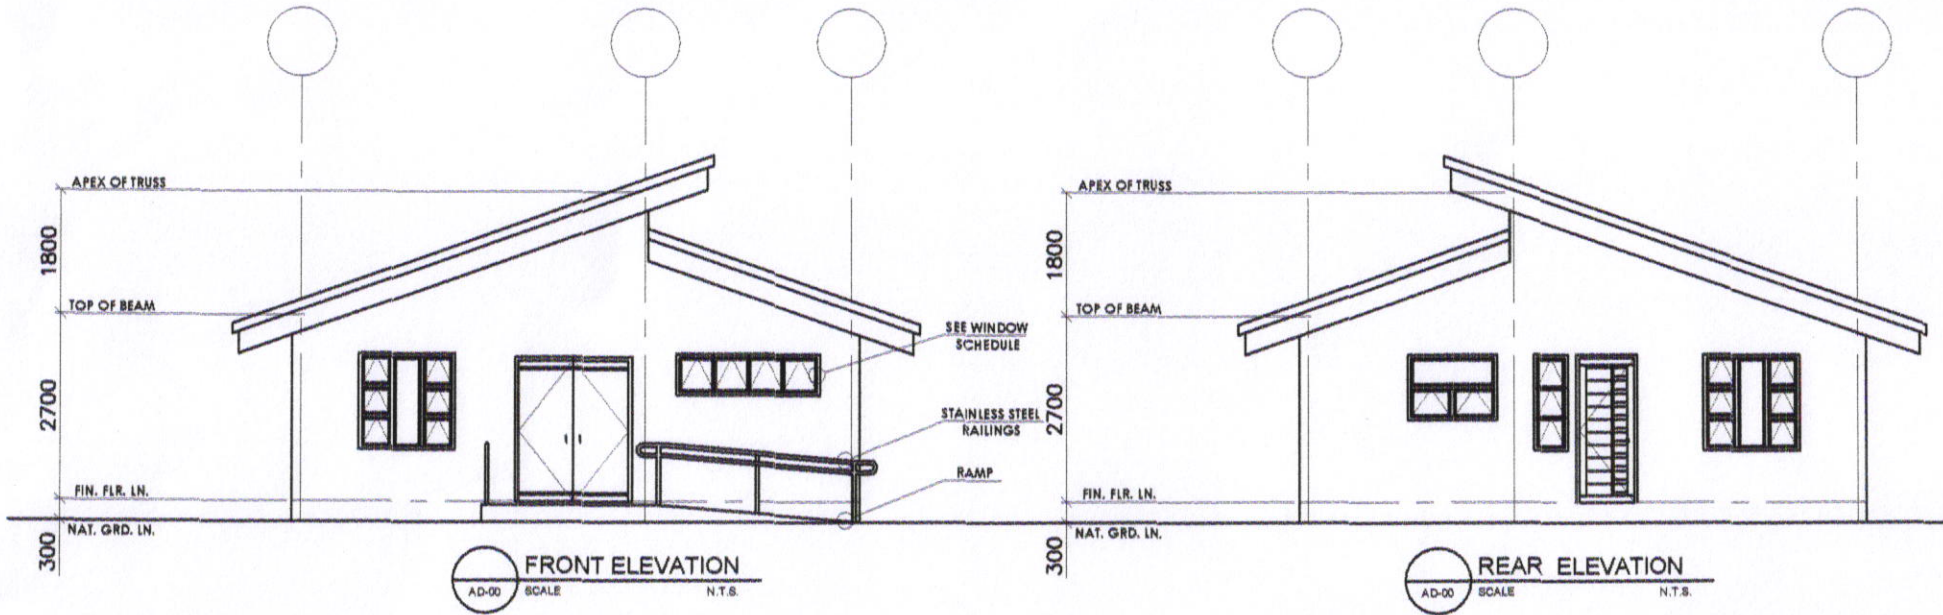 APEX OF TRUSS
1800
TOP OF BEAM
2700
SEE WINDOW
SCHEDULE
STAINLESS STEEL
RAILINGS
RAMP
FIN. FLR. LN.
NAT. GRD. LN.
300
FRONT ELEVATION
AD-00
SCALE
N.T.S.
APEX OF TRUSS
1800
TOP OF BEAM
2700
FIN. FLR. LN.
NAT. GRD. LN.
300
REAR ELEVATION
AD-00
SCALE
N.T.S.